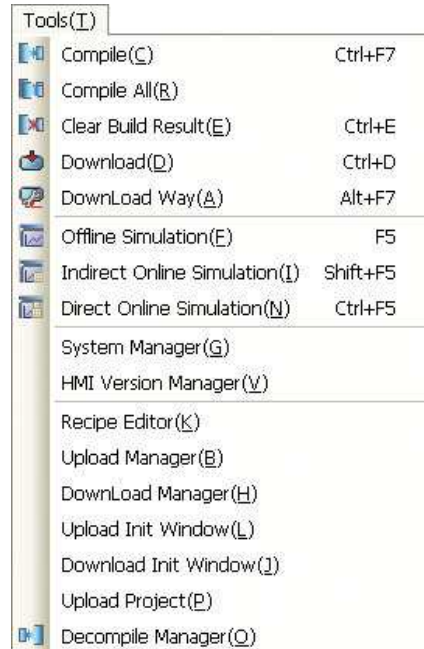 Tools(T)
Compile(C) Ctrl+F7
Compile All(R)
Clear Build Result(E) Ctrl+E
Download(D) Ctrl+D
DownLoad Way(A) Alt+F7
Offline Simulation(F) F5
Indirect Online Simulation(I) Shift+F5
Direct Online Simulation(N) Ctrl+F5
System Manager(G)
HMI Version Manager(V)
Recipe Editor(K)
Upload Manager(B)
DownLoad Manager(H)
Upload Init Window(L)
Download Init Window(J)
Upload Project(P)
Decompile Manager(O)